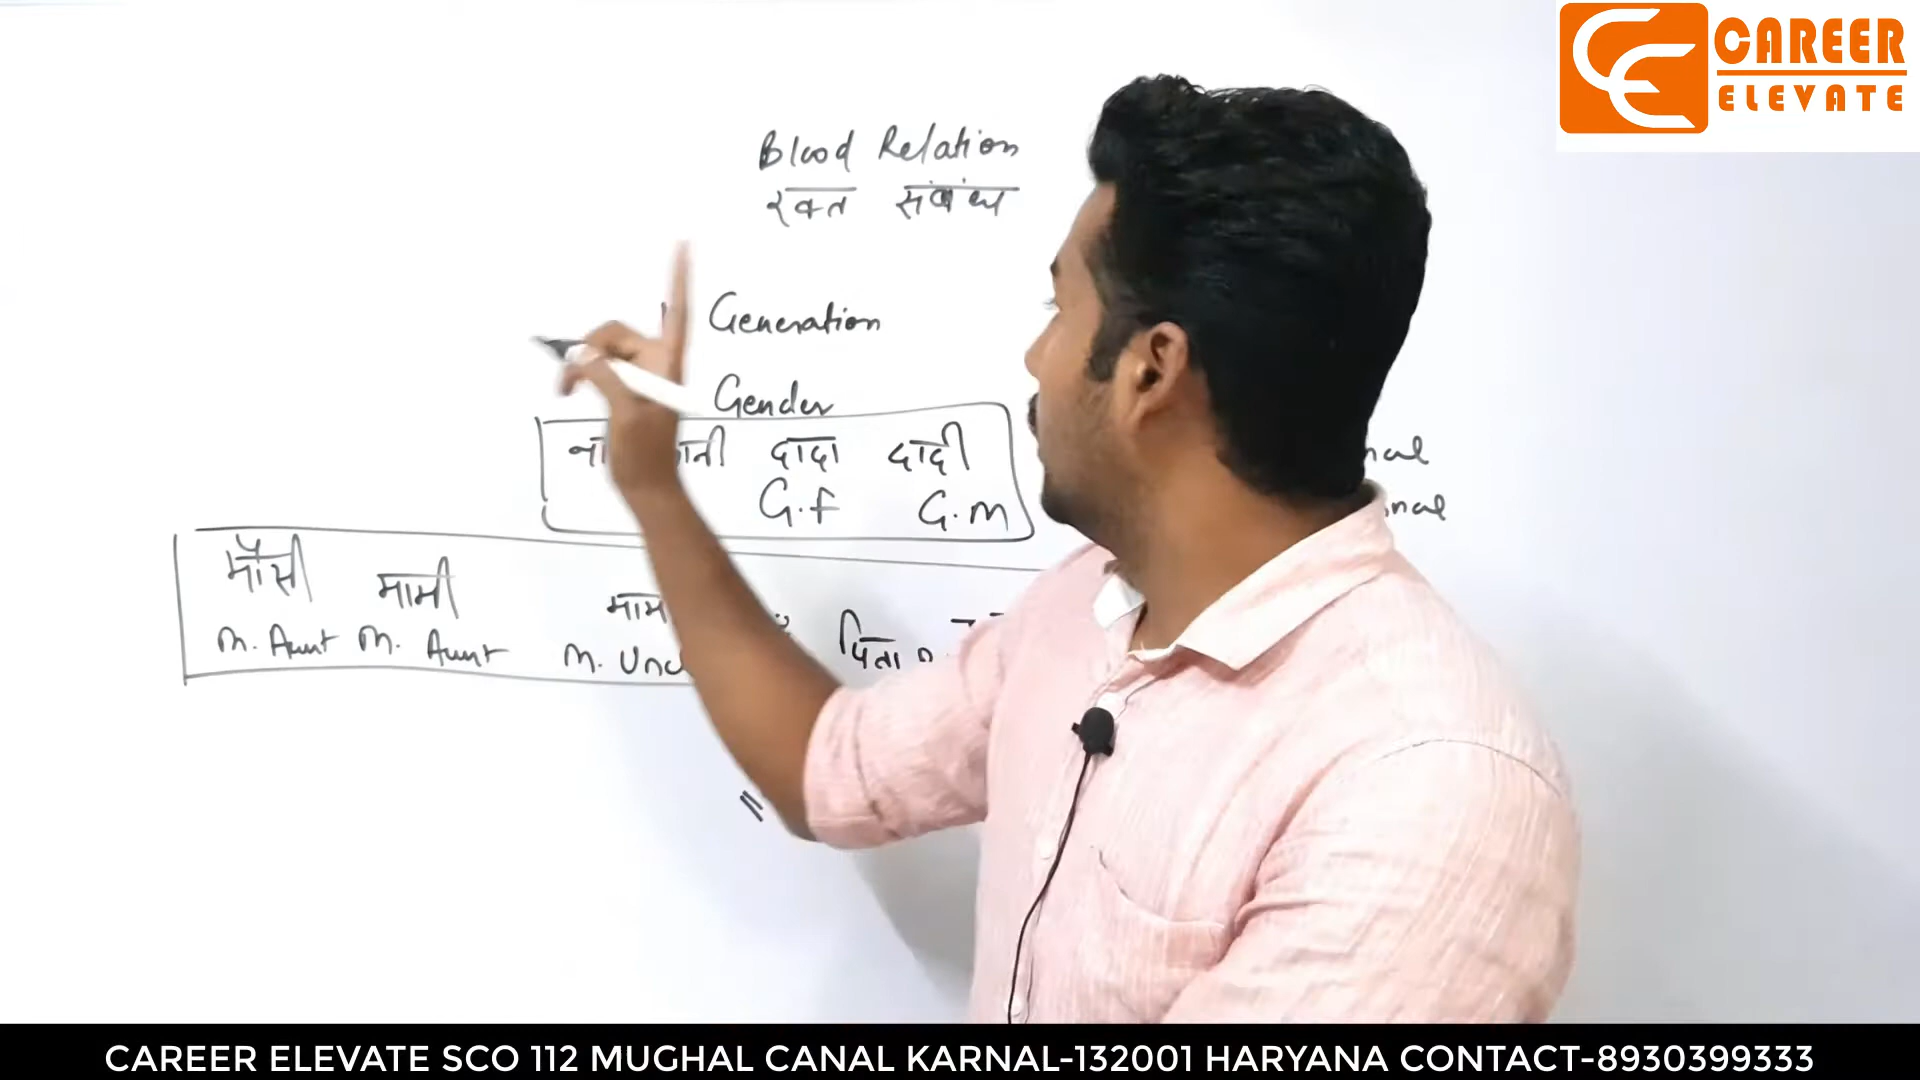 CAREER
ELEVATE
Blood Relation
रक्त संबंध
Generation
Gender
दादा दादी
G.f G.m
मौसी मामी
M. Aunt M. Aunt M.
पिता
CAREER ELEVATE SCO 112 MUGHAL CANAL KARNAL-132001 HARYANA CONTACT-8930399333